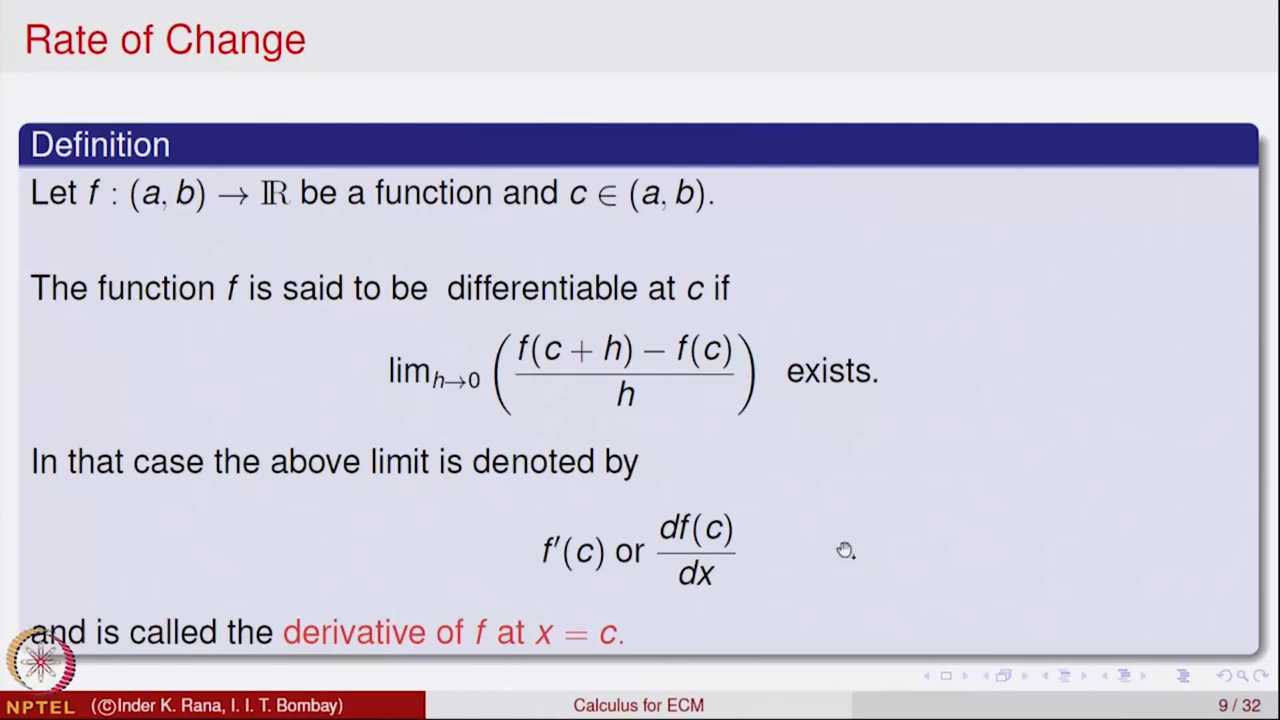 Rate of Change
Definition
Let f : (a, b) → ℝ be a function and c ∈ (a, b).
The function f is said to be differentiable at c if
lim_{h→0} ( (f(c + h) − f(c)) / h ) exists.
In that case the above limit is denoted by
f′(c) or df(c)/dx
and is called the derivative of f at x = c.
NPTEL (©Inder K. Rana, I. I. T. Bombay) Calculus for ECM 9 / 32